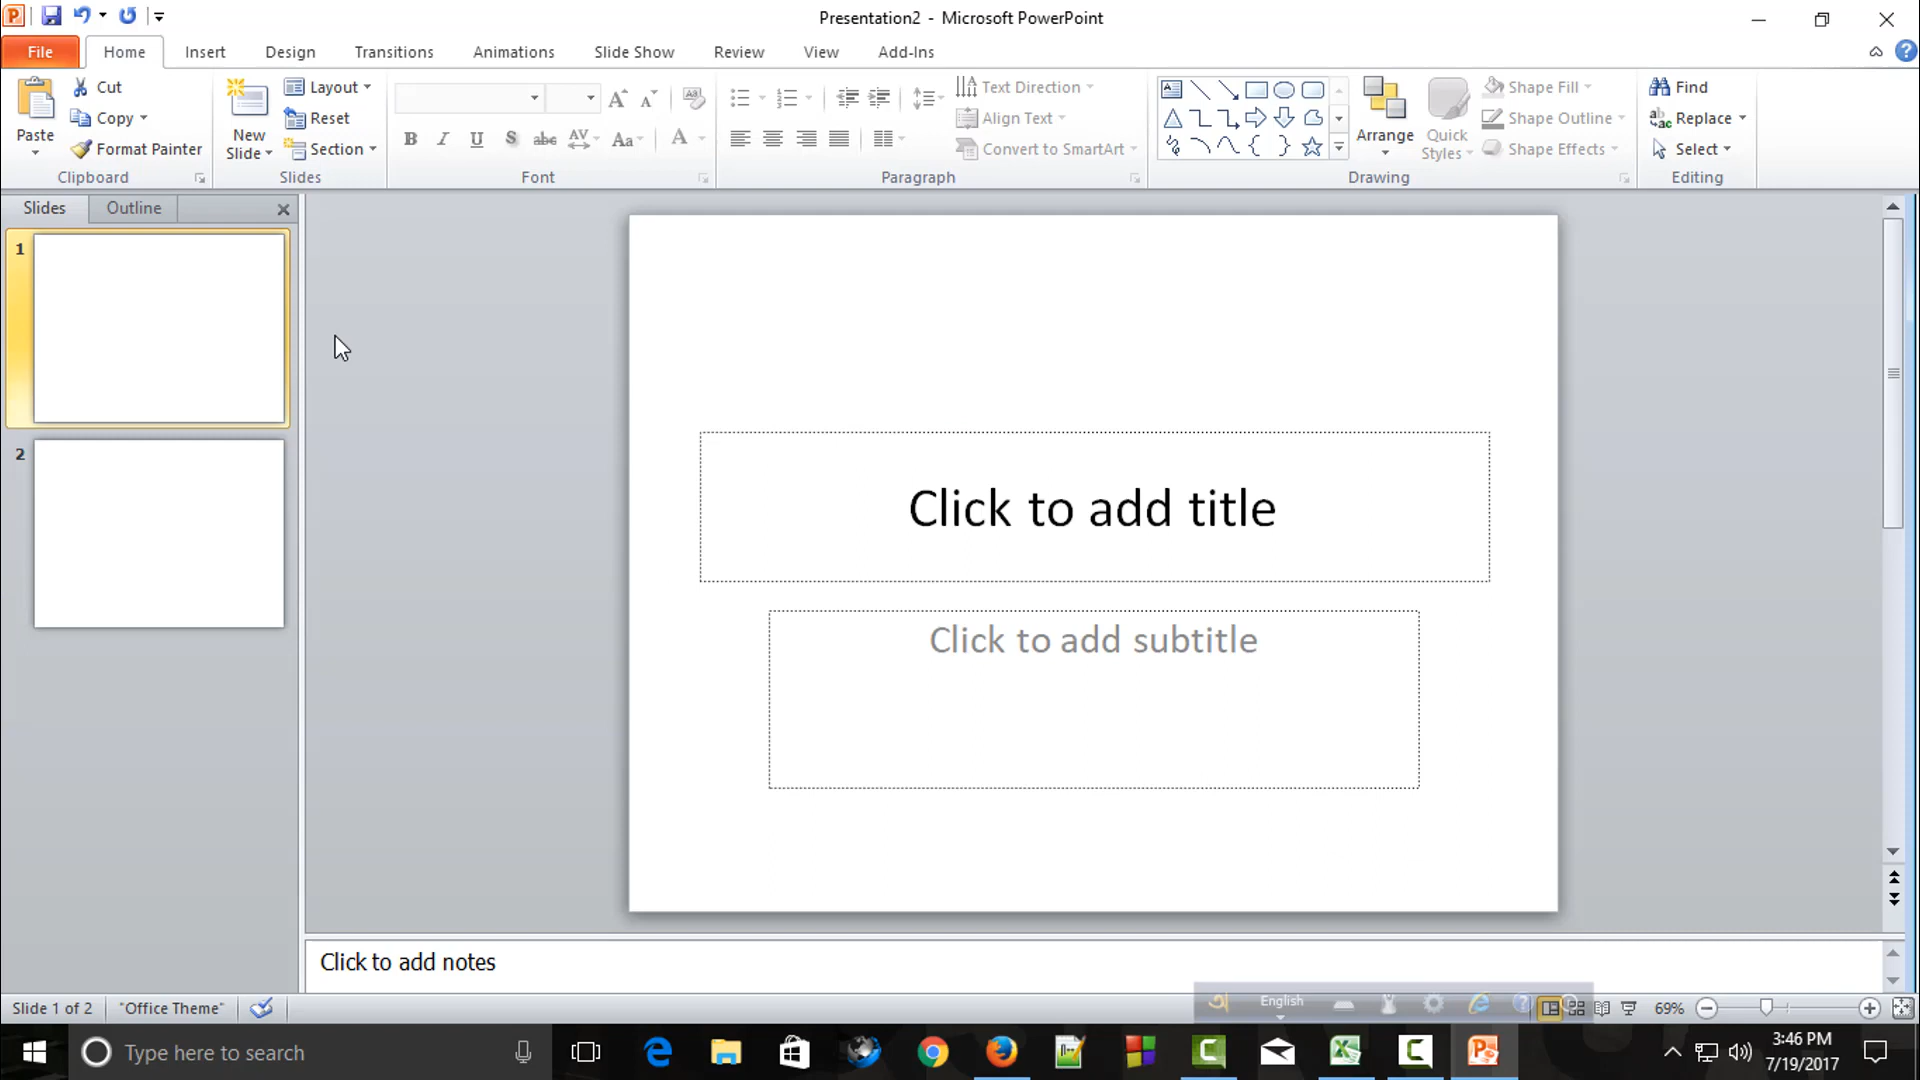 Presentation2 - Microsoft PowerPoint
File Home Insert Design Transitions Animations Slide Show Review View Add-Ins
Paste
Cut
Copy
Format Painter
Clipboard
New Slide
Layout
Reset
Section
Slides
B I U S abc AV Aa A
Font
Text Direction
Align Text
Convert to SmartArt
Paragraph
Arrange
Quick Styles
Shape Fill
Shape Outline
Shape Effects
Drawing
Find
Replace
Select
Editing
Slides Outline
1
2
Click to add title
Click to add subtitle
Click to add notes
Slide 1 of 2 "Office Theme" English 69%
Type here to search
3:46 PM
7/19/2017